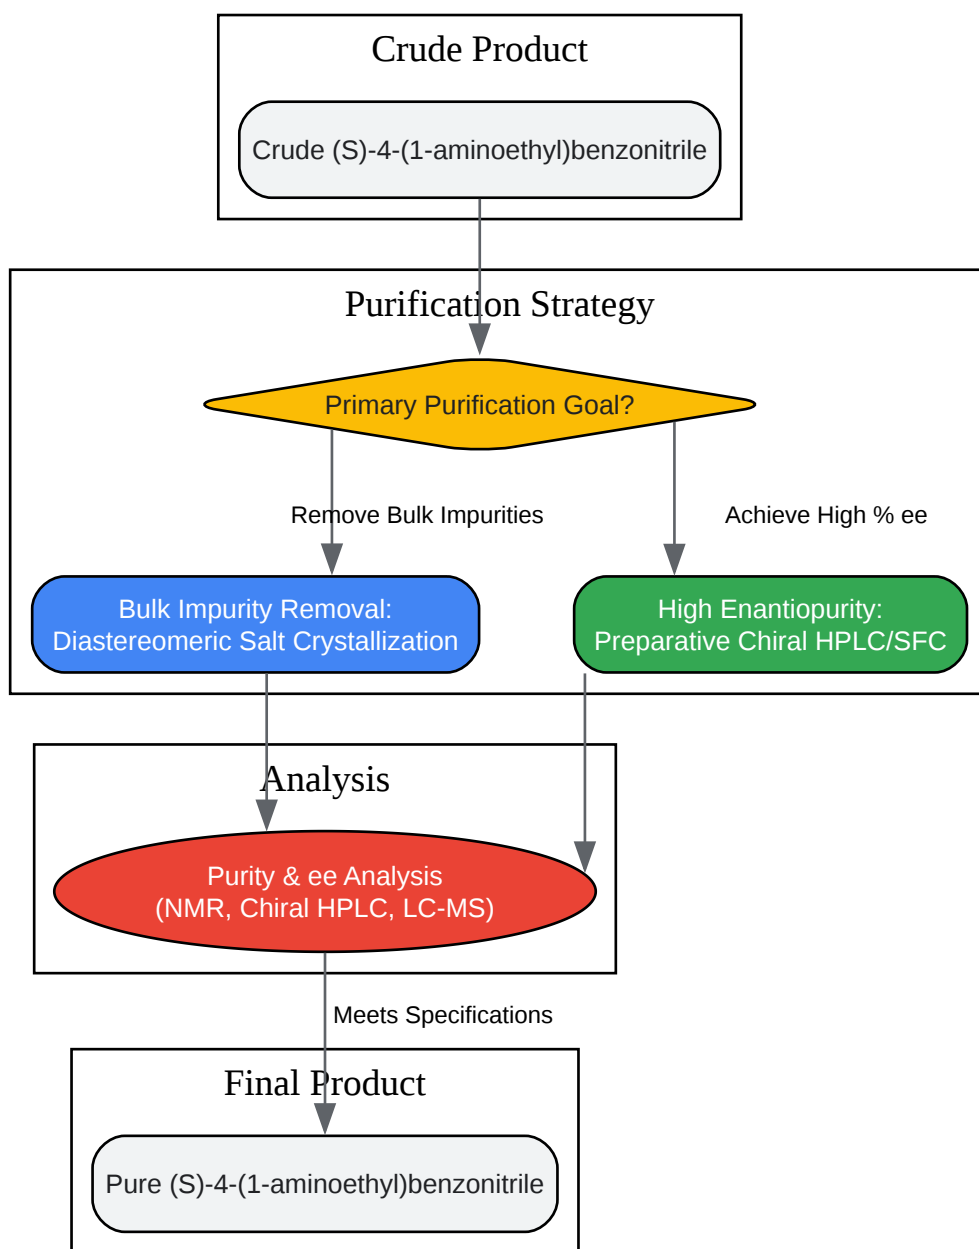 Crude Product
Crude (S)-4-(1-aminoethyl)benzonitrile
Purification Strategy
Primary Purification Goal?
Remove Bulk Impurities
Achieve High % ee
Bulk Impurity Removal:
Diastereomeric Salt Crystallization
High Enantiopurity:
Preparative Chiral HPLC/SFC
Analysis
Purity & ee Analysis
(NMR, Chiral HPLC, LC-MS)
Meets Specifications
Final Product
Pure (S)-4-(1-aminoethyl)benzonitrile